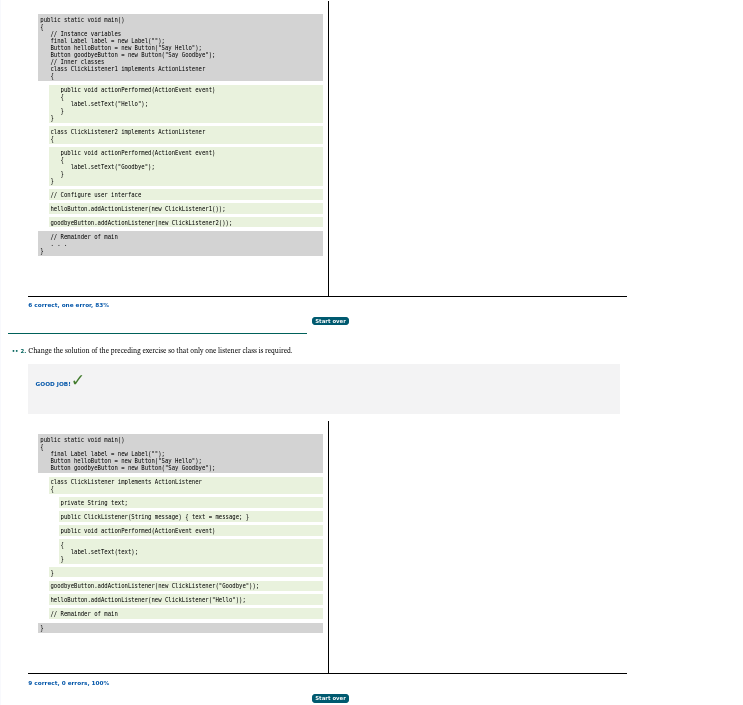 public static void main()
{
// Instance variables
final Label label = new Label("");
Button helloButton = new Button("Say Hello");
Button goodbyeButton = new Button("Say Goodbye");
// Inner classes
class ClickListener1 implements ActionListener
{
public void actionPerformed(ActionEvent event)
{
label.setText("Hello");
}
}
class ClickListener2 implements ActionListener
{
public void actionPerformed(ActionEvent event)
{
label.setText("Goodbye");
}
}
// Configure user interface
helloButton.addActionListener(new ClickListener1());
goodbyeButton.addActionListener(new ClickListener2());
// Remainder of main
. . .
}
6 correct, one error, 83%
Start over
•• 2. Change the solution of the preceding exercise so that only one listener class is required.
GOOD JOB! ✓
public static void main()
{
final Label label = new Label("");
Button helloButton = new Button("Say Hello");
Button goodbyeButton = new Button("Say Goodbye");
class ClickListener implements ActionListener
{
private String text;
public ClickListener(String message) { text = message; }
public void actionPerformed(ActionEvent event)
{
label.setText(text);
}
}
goodbyeButton.addActionListener(new ClickListener("Goodbye"));
helloButton.addActionListener(new ClickListener("Hello"));
// Remainder of main
}
9 correct, 0 errors, 100%
Start over